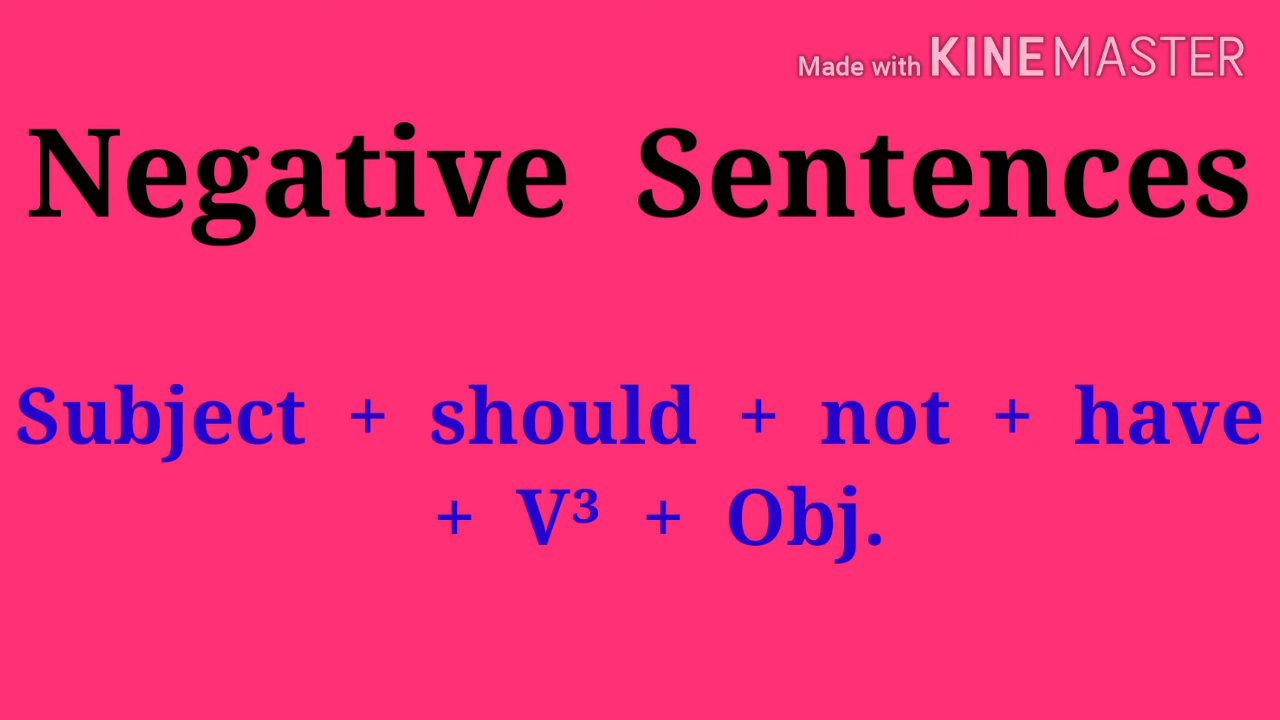 Made with KINEMASTER
Negative Sentences
Subject + should + not + have
+ V³ + Obj.